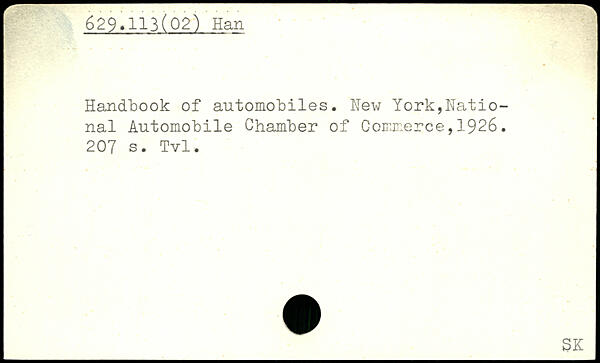 629.113(02) Han
Handbook of automobiles. New York,Natio-
nal Automobile Chamber of Commerce,1926.
207 s. Tvl.
SK